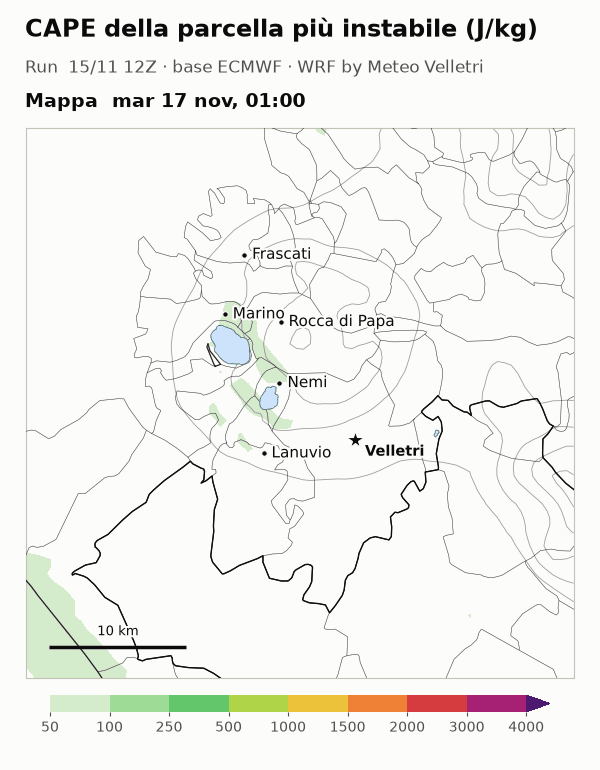 CAPE della parcella più instabile (J/kg)
Run  15/11 12Z · base ECMWF · WRF by Meteo Velletri
Mappa  mar 17 nov, 01:00
Frascati
Marino
Rocca di Papa
Nemi
Velletri
Lanuvio
10 km
50 100 250 500 1000 1500 2000 3000 4000